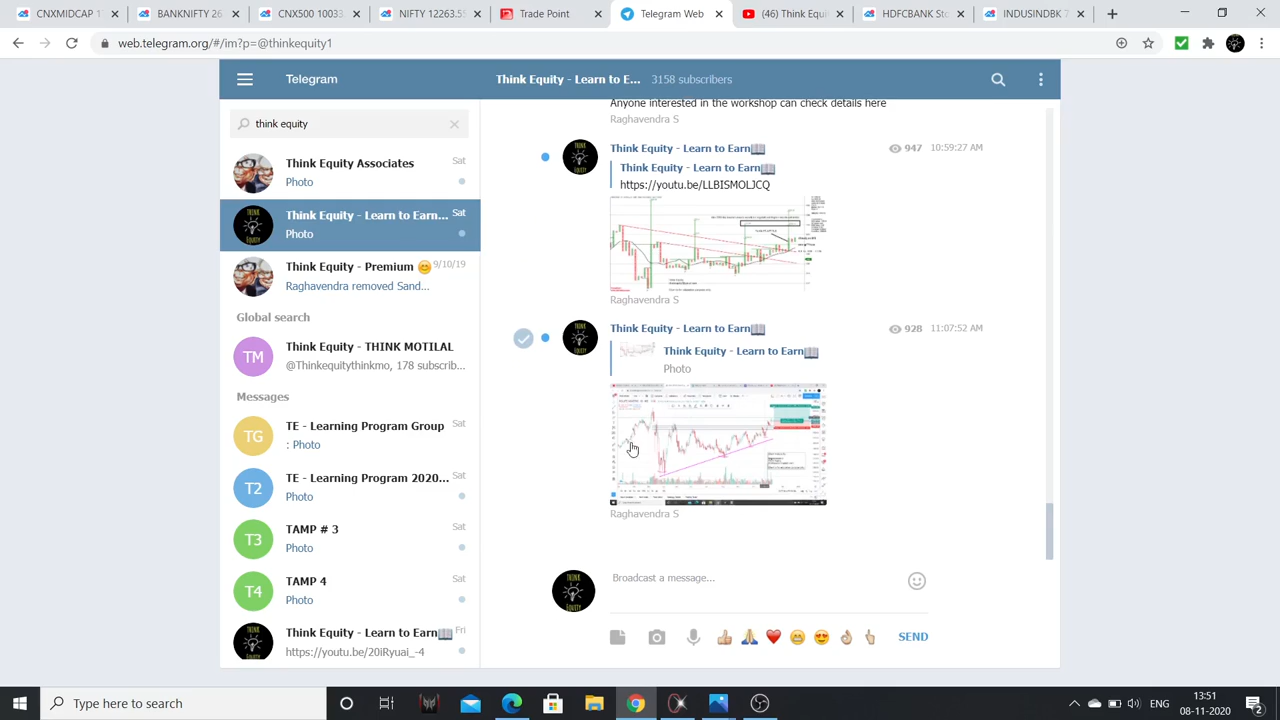 CNXMIDCAP 1
BANKNIFTY 26
CNX500 10033
NIFTY 12263.55
Telegram Web
(46) Think Equi
HDFCBANK Sto
INDUSINDBK 7
web.telegram.org/#/im?p=@thinkequity1
Telegram
Think Equity - Learn to E... 3158 subscribers
think equity
Think Equity Associates Sat
Photo
Think Equity - Learn to Earn... Sat
Photo
Think Equity - Premium 9/10/19
Global search
TM
Think Equity - THINK MOTILAL
@Thinkequitythinkmo, 178 subscrib...
Messages
TG
TE - Learning Program Group Sat
Photo
T2
TE - Learning Program 2020... Sat
Photo
T3
TAMP # 3 Sat
Photo
T4
TAMP 4 Sat
Photo
Think Equity - Learn to Earn Fri
https://youtu.be/20iRyuai_-4
Anyone interested in the workshop can check details here
Raghavendra S
THINK
EQUITY
Think Equity - Learn to Earn 947 10:59:27 AM
Think Equity - Learn to Earn
https://youtu.be/LLBISMOLJCQ
Raghavendra S
Think Equity - Learn to Earn 928 11:07:52 AM
Think Equity - Learn to Earn
Photo
Raghavendra S
THINK
EQUITY
Broadcast a message...
SEND
Type here to search
ENG
13:51
08-11-2020
2